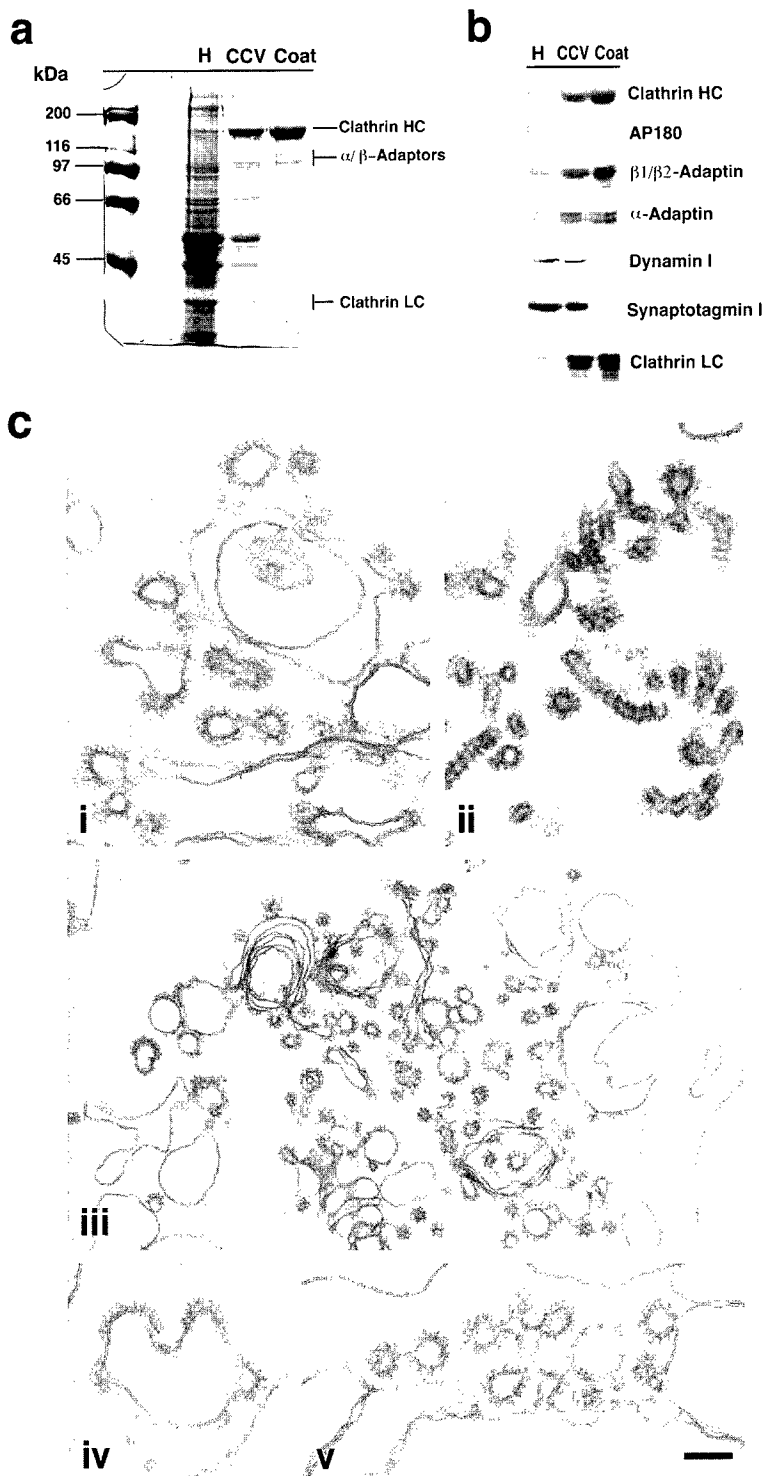 a
kDa
H CCV Coat
200
116
97
66
45
Clathrin HC
α/β-Adaptors
Clathrin LC
b
H CCV Coat
Clathrin HC
AP180
β1/β2-Adaptin
α-Adaptin
Dynamin I
Synaptotagmin I
Clathrin LC
c
i
ii
iii
iv
v